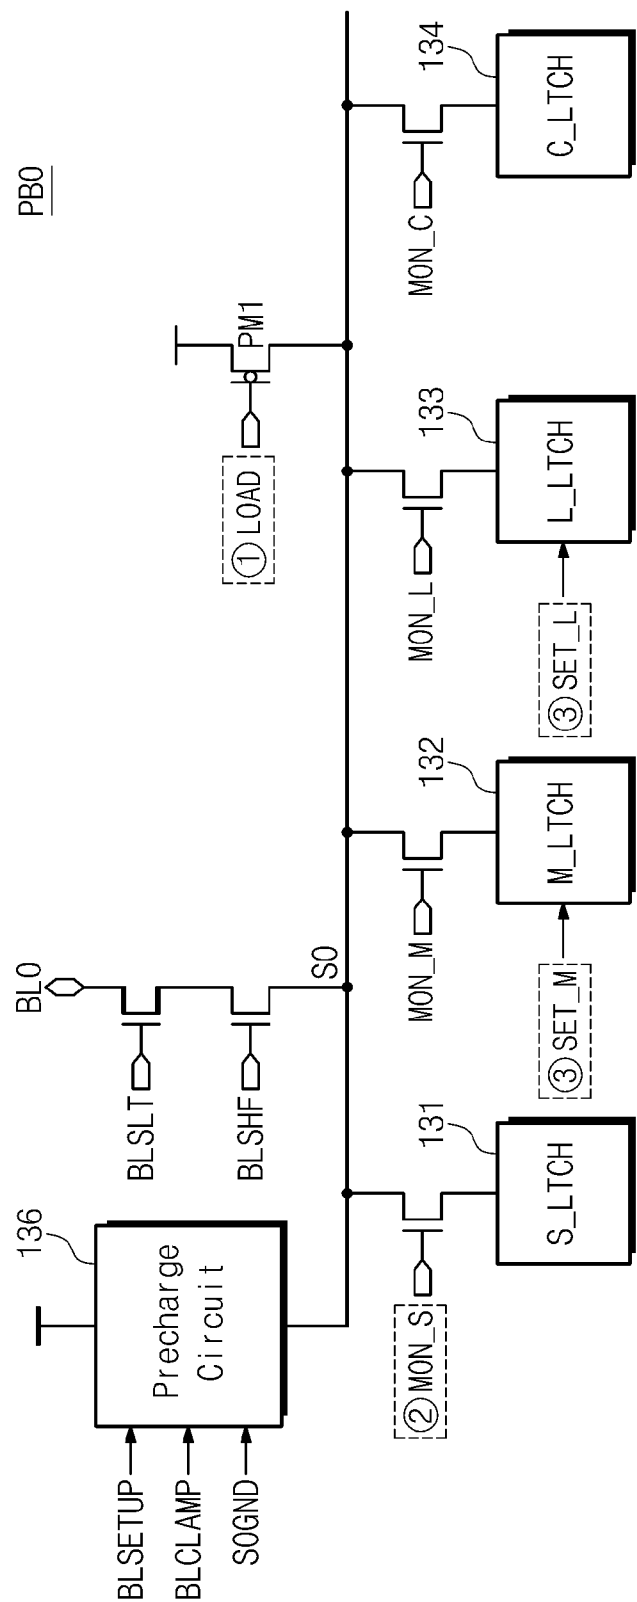 PB0
136
Precharge
Circuit
BLSETUP
BLCLAMP
SOGND
BL0
BLSLT
BLSHF
SO
① LOAD
PM1
② MON_S
131
S_LTCH
MON_M
132
M_LTCH
③ SET_M
MON_L
133
L_LTCH
③ SET_L
MON_C
134
C_LTCH